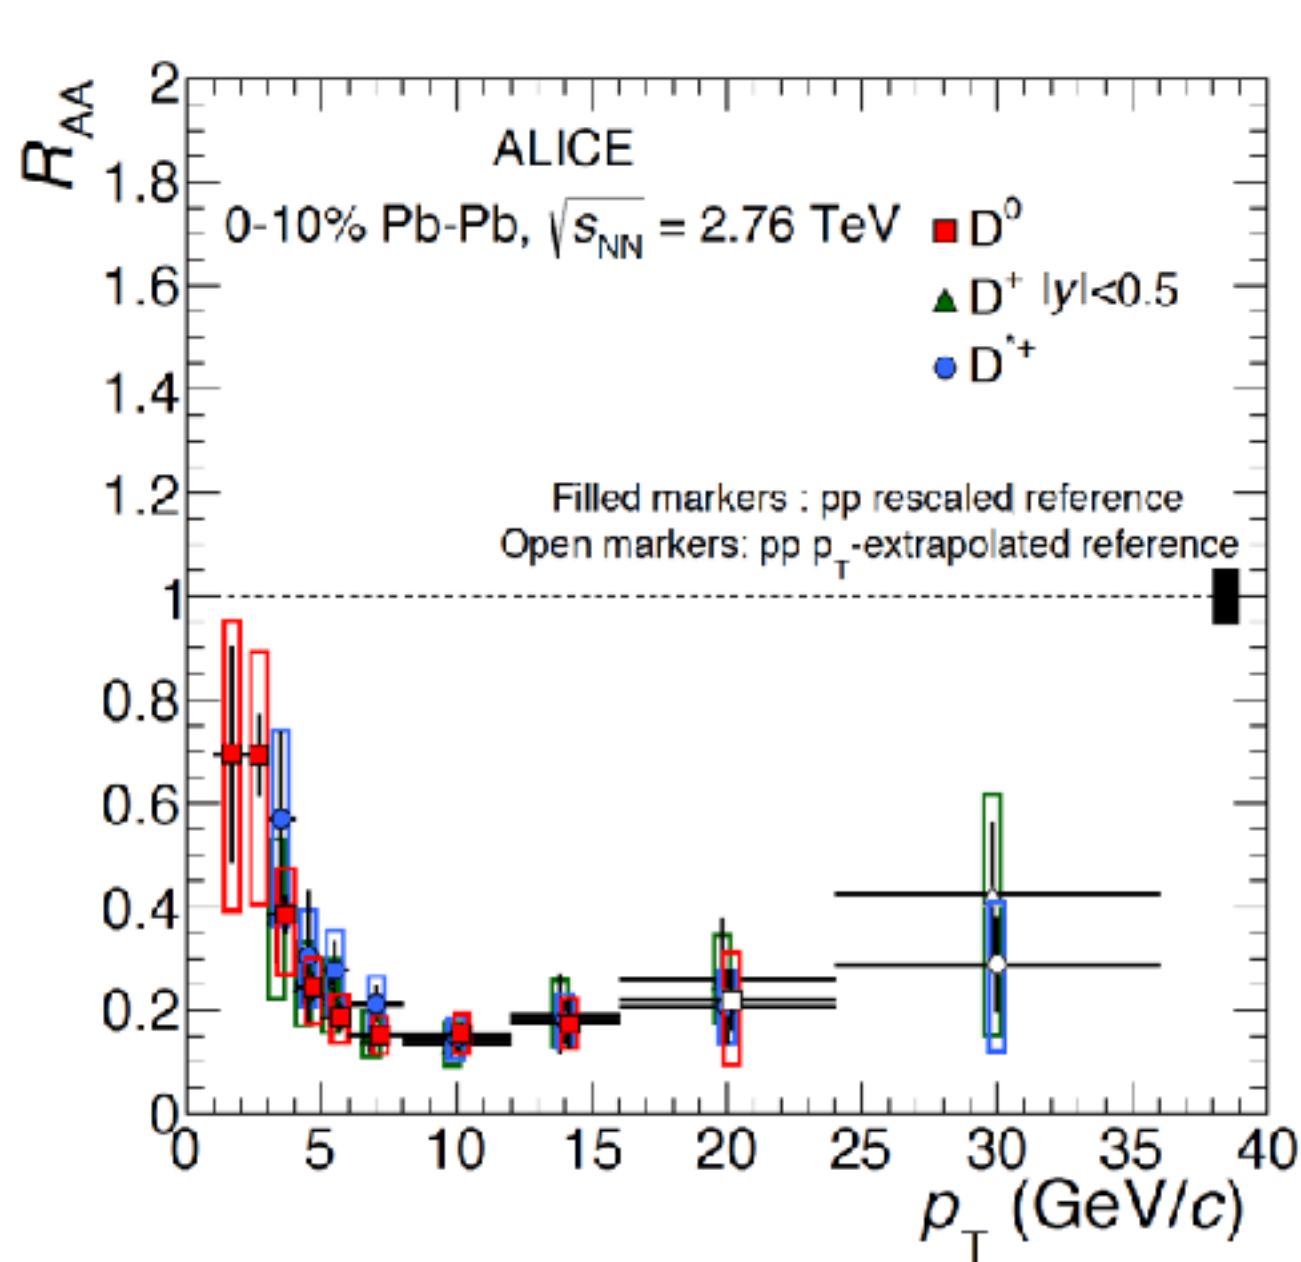 R_AA
2
1.8
1.6
1.4
1.2
1
0.8
0.6
0.4
0.2
0
ALICE
0-10% Pb-Pb, √s_NN = 2.76 TeV
D^0
D^+ |y|<0.5
D^*+
Filled markers : pp rescaled reference
Open markers: pp p_T-extrapolated reference
0 5 10 15 20 25 30 35 40
p_T (GeV/c)